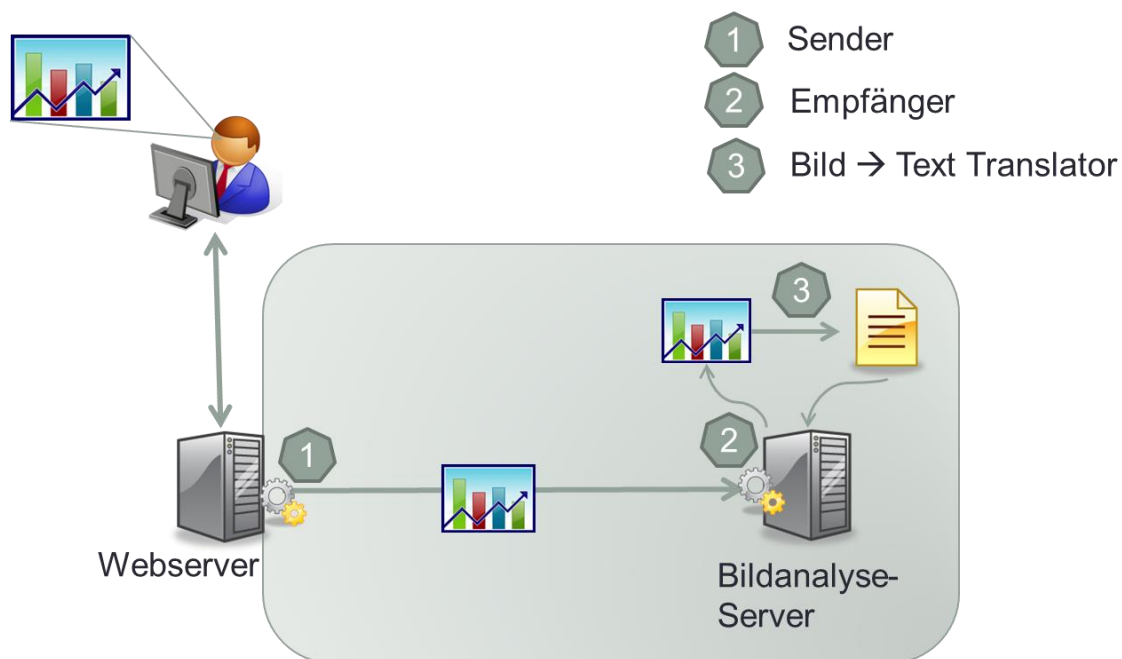 1 Sender
2 Empfänger
3 Bild → Text Translator
3
2
1
Webserver
Bildanalyse-
Server